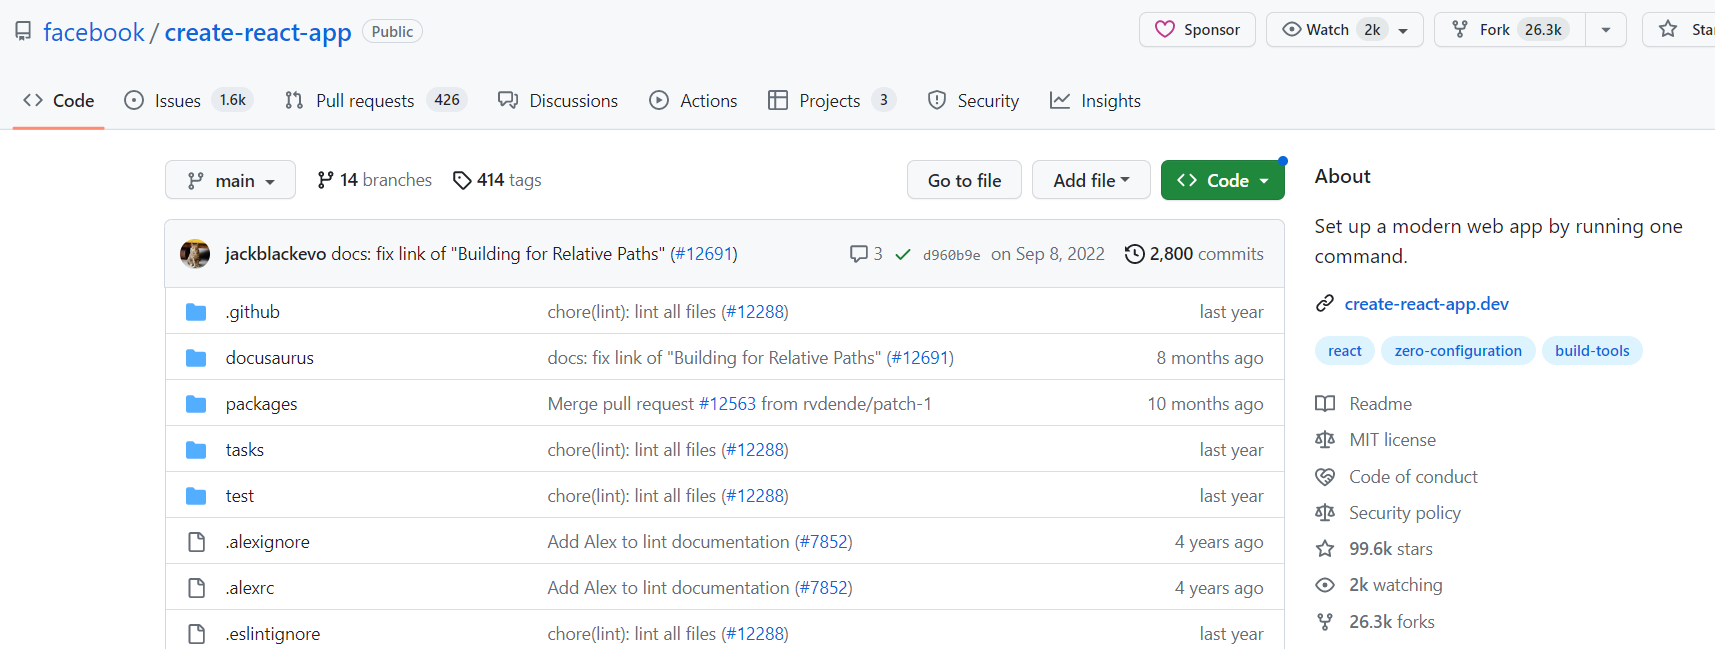 facebook / create-react-app Public Sponsor Watch 2k Fork 26.3k
Code Issues 1.6k Pull requests 426 Discussions Actions Projects 3 Security Insights
main 14 branches 414 tags Go to file Add file Code
jackblackevo docs: fix link of "Building for Relative Paths" (#12691) 3 d960b9e on Sep 8, 2022 2,800 commits
.github chore(lint): lint all files (#12288) last year
docusaurus docs: fix link of "Building for Relative Paths" (#12691) 8 months ago
packages Merge pull request #12563 from rvdende/patch-1 10 months ago
tasks chore(lint): lint all files (#12288) last year
test chore(lint): lint all files (#12288) last year
.alexignore Add Alex to lint documentation (#7852) 4 years ago
.alexrc Add Alex to lint documentation (#7852) 4 years ago
.eslintignore chore(lint): lint all files (#12288) last year
About
Set up a modern web app by running one
command.
create-react-app.dev
react zero-configuration build-tools
Readme
MIT license
Code of conduct
Security policy
99.6k stars
2k watching
26.3k forks